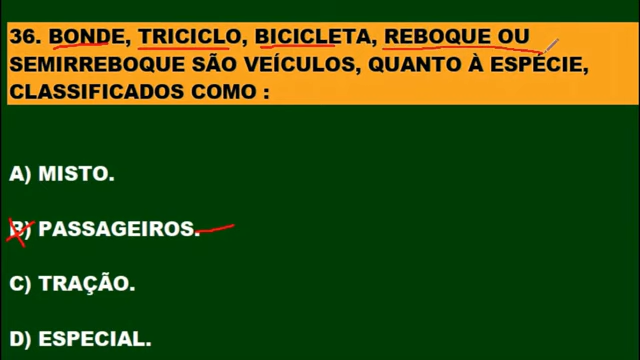 36. BONDE, TRICICLO, BICICLETA, REBOQUE OU
SEMIRREBOQUE SÃO VEÍCULOS, QUANTO À ESPÉCIE,
CLASSIFICADOS COMO :
A) MISTO.
B) PASSAGEIROS.
C) TRAÇÃO.
D) ESPECIAL.